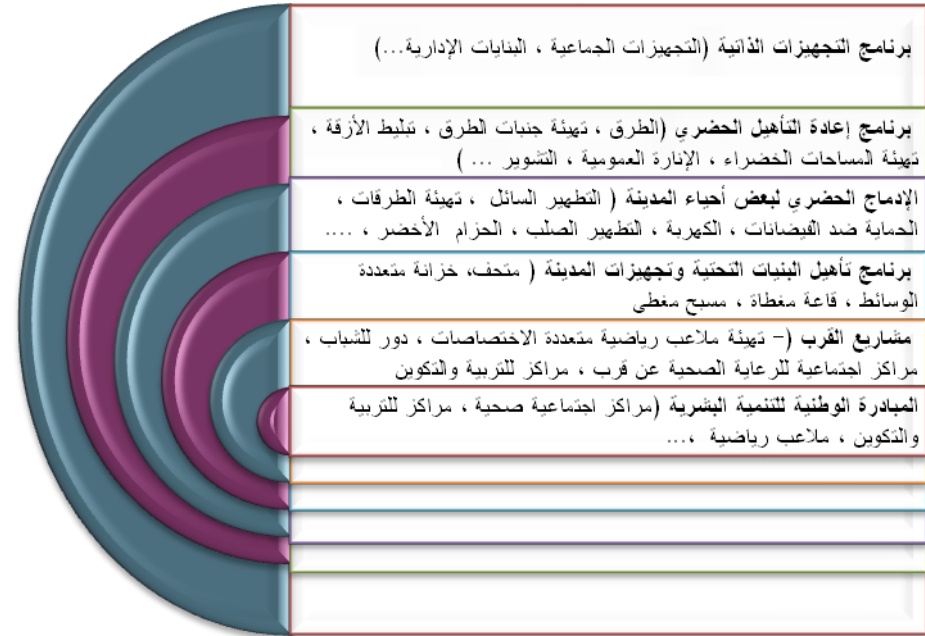 برنامج التجهيزات الذاتية (التجهيزات الجماعية ، البنايات الإدارية...)
برنامج إعادة التأهيل الحضري (الطرق ، تهيئة جنبات الطرق ، تبليط الأزقة ،
تهيئة المساحات الخضراء ، الإنارة العمومية ، التشوير ... )
الإدماج الحضري لبعض أحياء المدينة ( التطهير السائل ، تهيئة الطرقات ،
الحماية ضد الفيضانات ، الكهربة ، التطهير الصلب ، الحزام الأخضر ، ....
برنامج تأهيل البنيات التحتية وتجهيزات المدينة ( متحف، خزانة متعددة
الوسائط ، قاعة مغطاة ، مسبح مغطى
مشاريع القرب (- تهيئة ملاعب رياضية متعددة الاختصاصات ، دور للشباب ،
مراكز اجتماعية للرعاية الصحية عن قرب ، مراكز للتربية والتكوين
المبادرة الوطنية للتنمية البشرية (مراكز اجتماعية صحية ، مراكز للتربية
والتكوين ، ملاعب رياضية ،...